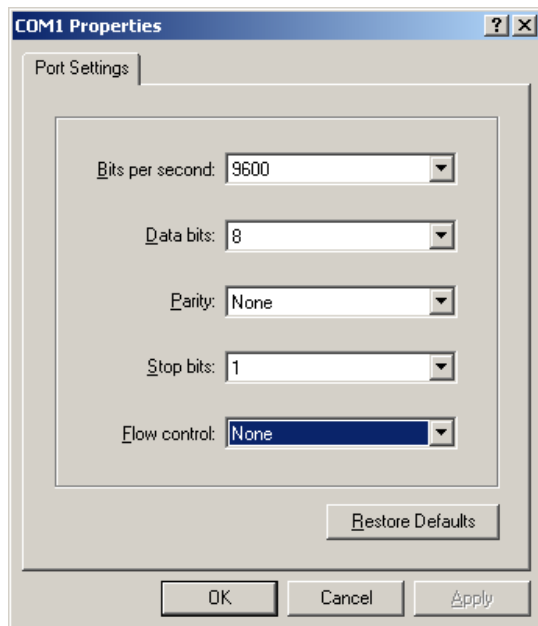 COM1 Properties
Port Settings
Bits per second: 9600
Data bits: 8
Parity: None
Stop bits: 1
Flow control: None
Restore Defaults
OK Cancel Apply